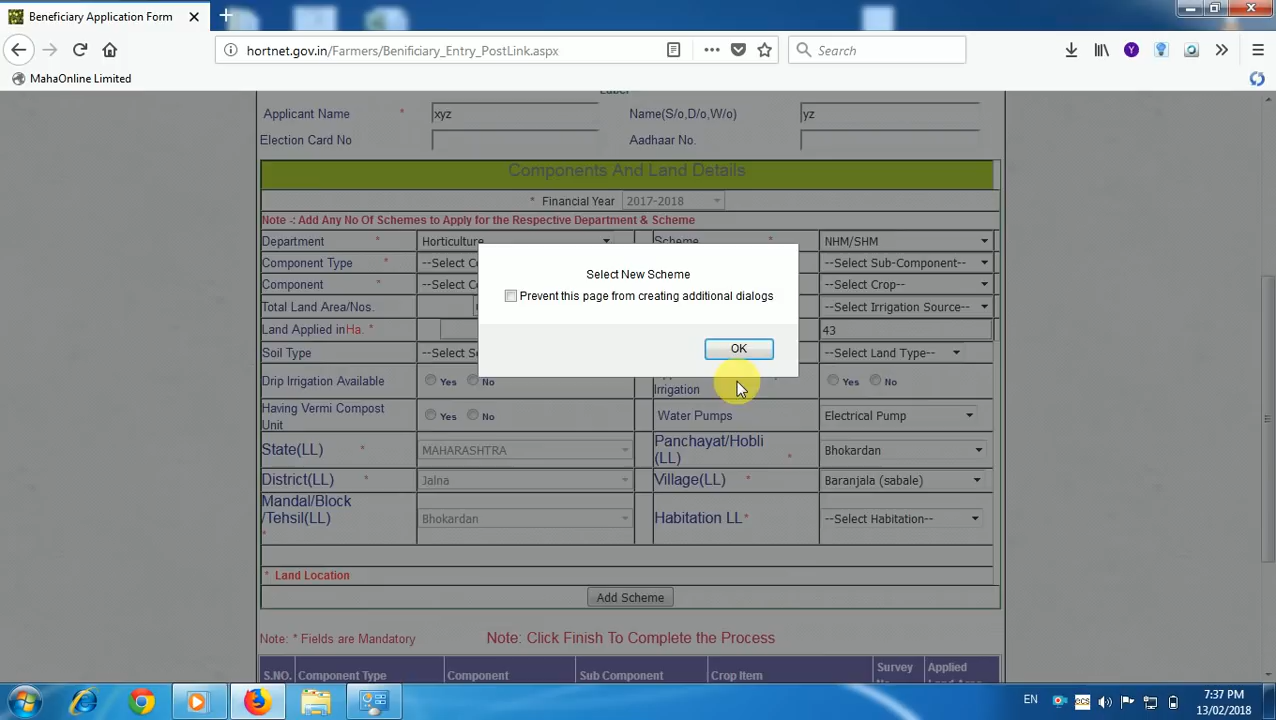 Beneficiary Application Form
hortnet.gov.in/Farmers/Benificiary_Entry_PostLink.aspx
Search
MahaOnline Limited
Label
Applicant Name * xyz Name(S/o,D/o,W/o) yz
Election Card No Aadhaar No.
Components And Land Details
* Financial Year 2017-2018
Note -: Add Any No Of Schemes to Apply for the Respective Department & Scheme
Department * Horticulture Scheme * NHM/SHM
Component Type * --Select --Select Sub-Component--
Component * --Select --Select Crop--
Total Land Area/Nos. --Select Irrigation Source--
Land Applied in Ha. * 43
Soil Type --Select --Select Land Type--
Drip Irrigation Available Yes No Irrigation Yes No
Having Vermi Compost Unit Yes No Water Pumps Electrical Pump
State(LL) * MAHARASHTRA Panchayat/Hobli (LL) * Bhokardan
District(LL) * Jalna Village(LL) * Baranjala (sabale)
Mandal/Block /Tehsil(LL) * Bhokardan Habitation LL * --Select Habitation--
* Land Location
Add Scheme
Note: * Fields are Mandatory Note: Click Finish To Complete the Process
S.NO. Component Type Component Sub Component Crop Item Survey Applied
Select New Scheme
Prevent this page from creating additional dialogs
OK
EN
7:37 PM
13/02/2018